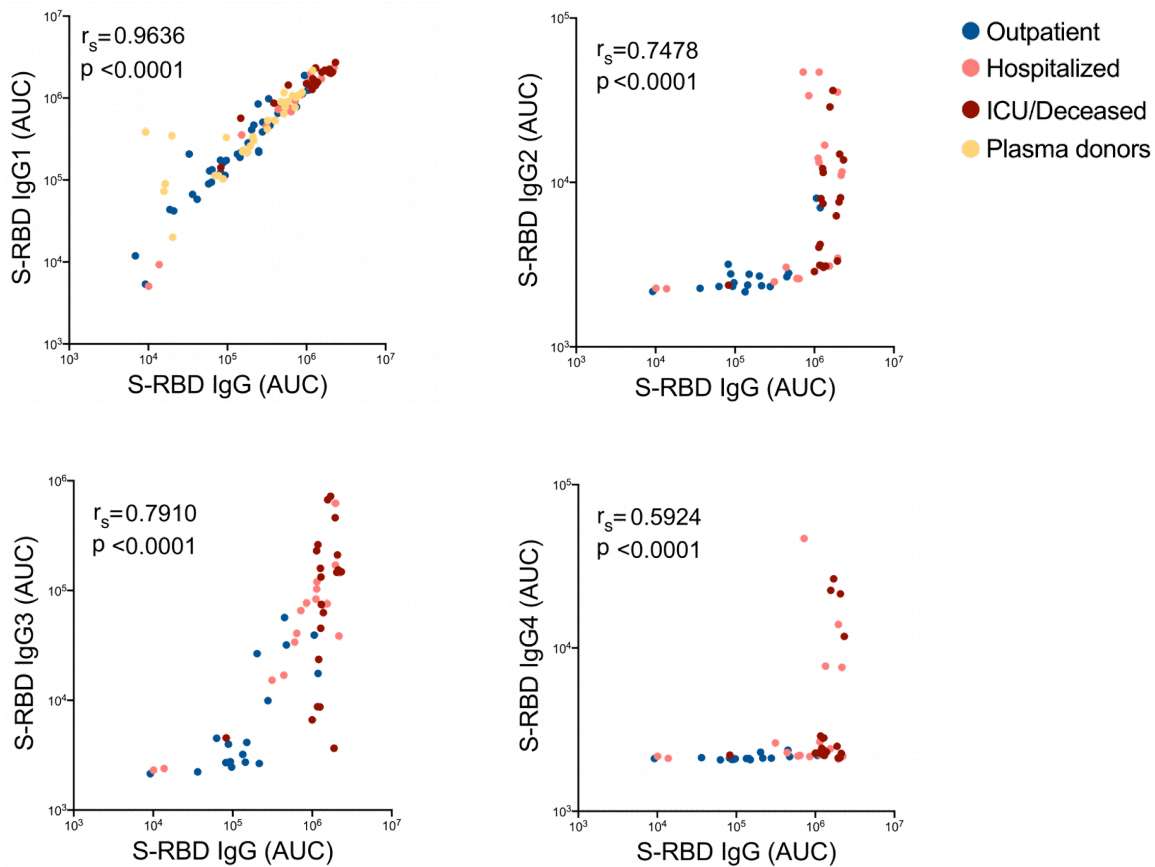 r_s=0.9636
p <0.0001
S-RBD IgG1 (AUC)
10^7
10^6
10^5
10^4
10^3
10^3 10^4 10^5 10^6 10^7
S-RBD IgG (AUC)
r_s=0.7478
p <0.0001
S-RBD IgG2 (AUC)
10^5
10^4
10^3
10^3 10^4 10^5 10^6 10^7
S-RBD IgG (AUC)
Outpatient
Hospitalized
ICU/Deceased
Plasma donors
r_s=0.7910
p <0.0001
S-RBD IgG3 (AUC)
10^6
10^5
10^4
10^3
10^3 10^4 10^5 10^6 10^7
S-RBD IgG (AUC)
r_s=0.5924
p <0.0001
S-RBD IgG4 (AUC)
10^5
10^4
10^3
10^3 10^4 10^5 10^6 10^7
S-RBD IgG (AUC)